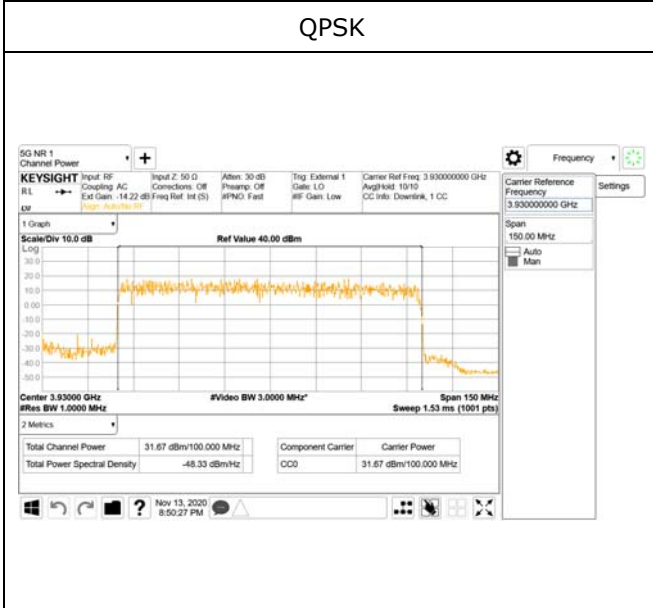 QPSK
5G NR 1
Channel Power
+
Frequency
KEYSIGHT
Input: RF
Input Z: 50 Ω
Atten: 30 dB
Trig: External 1
Carrier Ref Freq: 3.930000000 GHz
RL
Coupling: AC
Corrections: Off
Preamp: Off
Gate: LO
Avg|Hold: 10/10
Ext Gain: -14.22 dB
Freq Ref: Int (S)
#PNO: Fast
#IF Gain: Low
CC Info: Downlink, 1 CC
Align: Auto/No RF
Carrier Reference
Frequency
3.930000000 GHz
Settings
Span
150.00 MHz
Auto
Man
1 Graph
Scale/Div 10.0 dB
Ref Value 40.00 dBm
Log
30.0
20.0
10.0
0.00
-10.0
-20.0
-30.0
-40.0
-50.0
Center 3.93000 GHz
#Video BW 3.0000 MHz*
Span 150 MHz
#Res BW 1.0000 MHz
Sweep 1.53 ms (1001 pts)
2 Metrics
Total Channel Power
31.67 dBm/100.000 MHz
Component Carrier
Carrier Power
Total Power Spectral Density
-48.33 dBm/Hz
CC0
31.67 dBm/100.000 MHz
?
Nov 13, 2020
8:50:27 PM